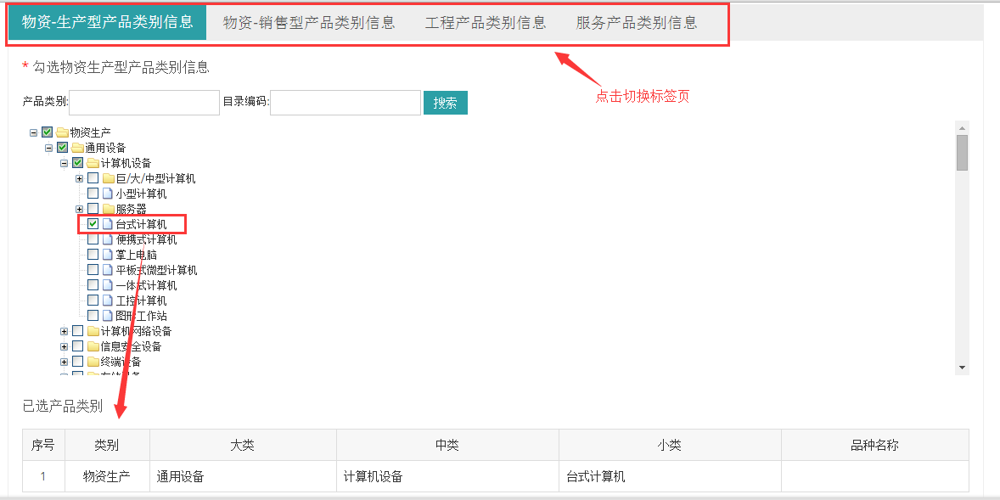 物资-生产型产品类别信息 物资-销售型产品类别信息 工程产品类别信息 服务产品类别信息
点击切换标签页
* 勾选物资生产型产品类别信息
产品类别: 目录编码: 搜索
物资生产
通用设备
计算机设备
巨/大/中型计算机
小型计算机
服务器
台式计算机
便携式计算机
掌上电脑
平板式微型计算机
一体式计算机
工控计算机
图形工作站
计算机网络设备
信息安全设备
终端设备
已选产品类别
序号 类别 大类 中类 小类 品种名称
1 物资生产 通用设备 计算机设备 台式计算机